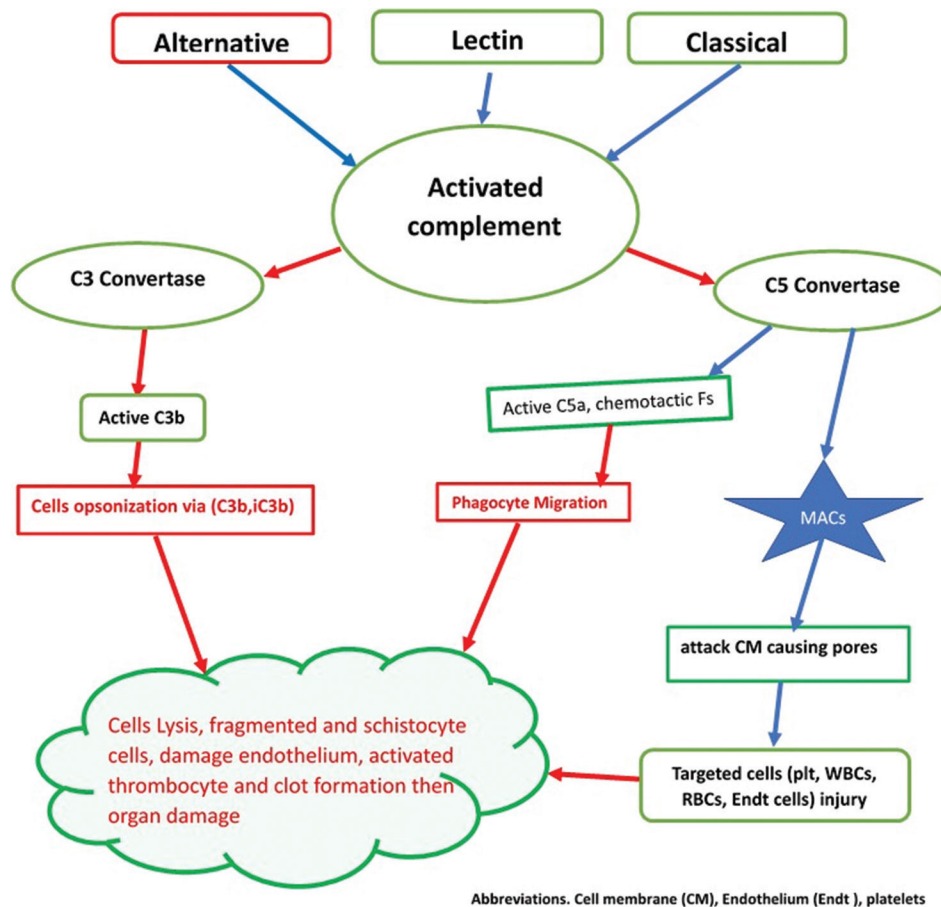 Alternative
Lectin
Classical
Activated
complement
C3 Convertase
C5 Convertase
Active C3b
Active C5a, chemotactic Fs
Cells opsonization via (C3b,iC3b)
Phagocyte Migration
MACs
attack CM causing pores
Cells Lysis, fragmented and schistocyte
cells, damage endothelium, activated
thrombocyte and clot formation then
organ damage
Targeted cells (plt, WBCs,
RBCs, Endt cells) injury
Abbreviations. Cell membrane (CM), Endothelium (Endt ), platelets